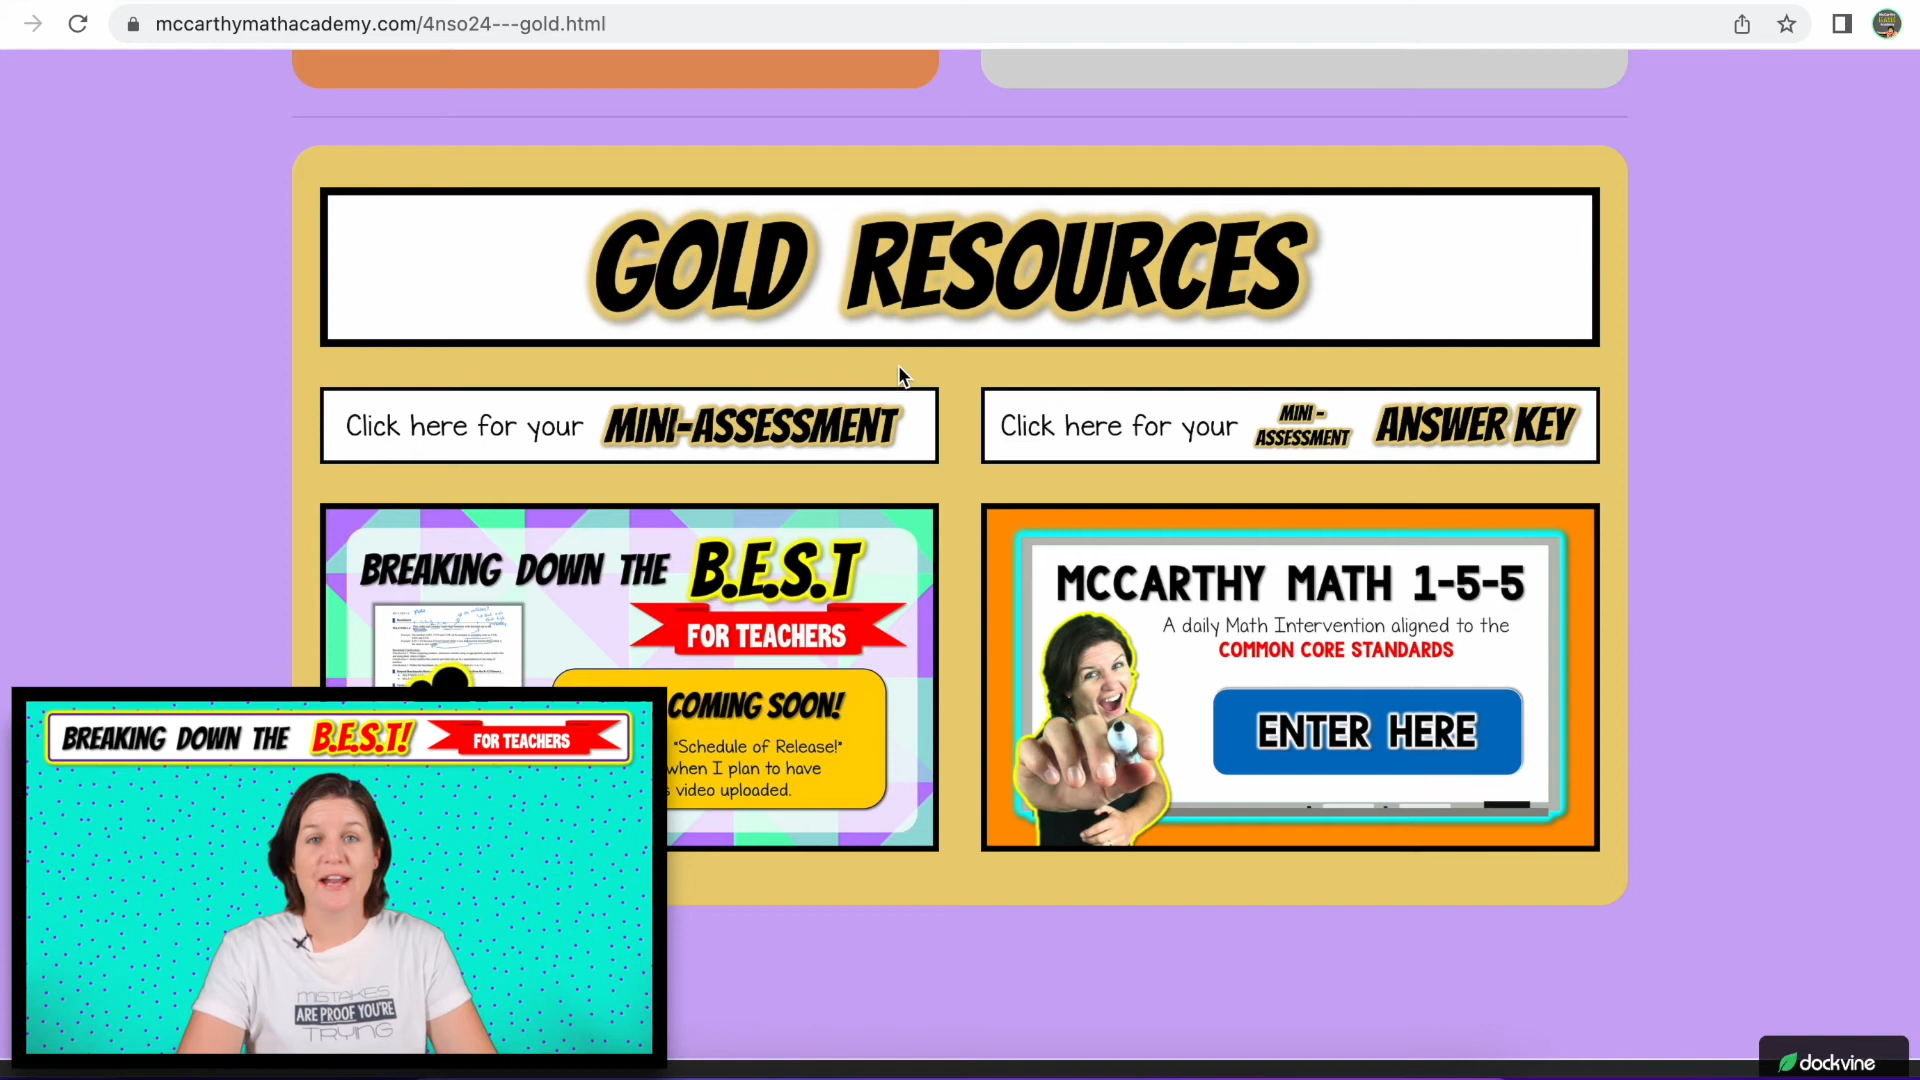 mccarthymathacademy.com/4nso24---gold.html
GOLD RESOURCES
Click here for your MINI-ASSESSMENT
Click here for your MINI-ASSESSMENT ANSWER KEY
BREAKING DOWN THE B.E.S.T
FOR TEACHERS
COMING SOON!
"Schedule of Release!"
when I plan to have
video uploaded.
MCCARTHY MATH 1-5-5
A daily Math Intervention aligned to the
COMMON CORE STANDARDS
ENTER HERE
BREAKING DOWN THE B.E.S.T! FOR TEACHERS
MISTAKES
ARE PROOF YOU'RE
TRYING
dockvine